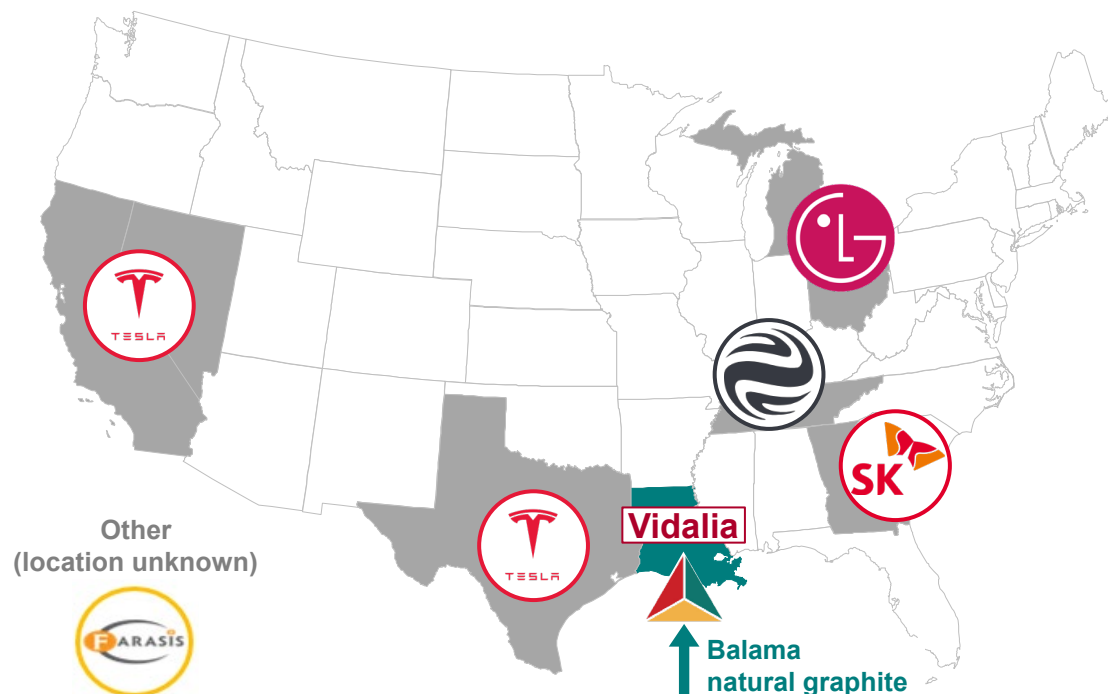 LG
TESLA
SK
TESLA
Vidalia
Other
(location unknown)
FARASIS
Balama
natural graphite